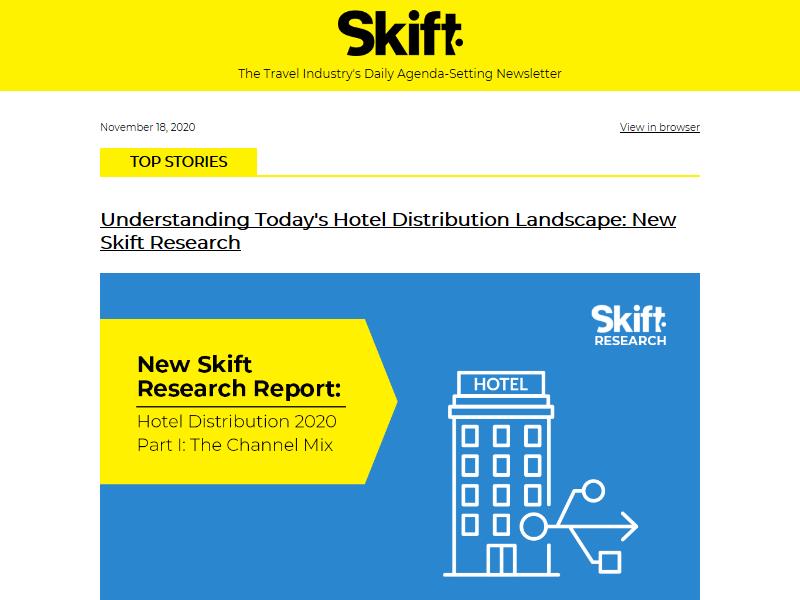 Skift
The Travel Industry's Daily Agenda-Setting Newsletter
November 18, 2020
View in browser
TOP STORIES
Understanding Today's Hotel Distribution Landscape: New
Skift Research
Skift
RESEARCH
New Skift
Research Report:
Hotel Distribution 2020
Part I: The Channel Mix
HOTEL